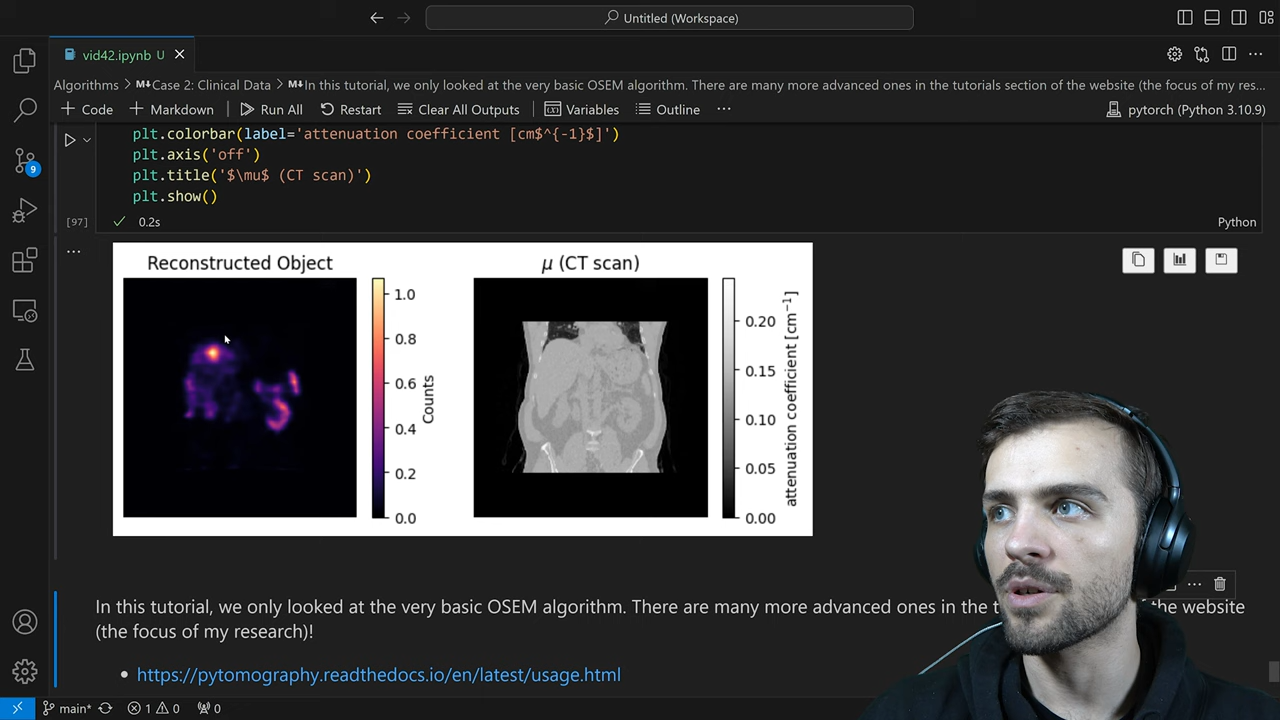 Untitled (Workspace)
vid42.ipynb U
Algorithms > M↓Case 2: Clinical Data > M↓In this tutorial, we only looked at the very basic OSEM algorithm. There are many more advanced ones in the tutorials section of the website (the focus of my res...
+ Code + Markdown Run All Restart Clear All Outputs Variables Outline ... pytorch (Python 3.10.9)
plt.colorbar(label='attenuation coefficient [cm$^{-1}$]')
plt.axis('off')
plt.title('$\mu$ (CT scan)')
plt.show()
[97] ✓ 0.2s Python
Reconstructed Object
1.0
0.8
0.6
0.4
0.2
0.0
Counts
μ (CT scan)
0.20
0.15
0.10
0.05
0.00
attenuation coefficient [cm⁻¹]
In this tutorial, we only looked at the very basic OSEM algorithm. There are many more advanced ones in the the website
(the focus of my research)!
• https://pytomography.readthedocs.io/en/latest/usage.html
9
main* 1 0 0